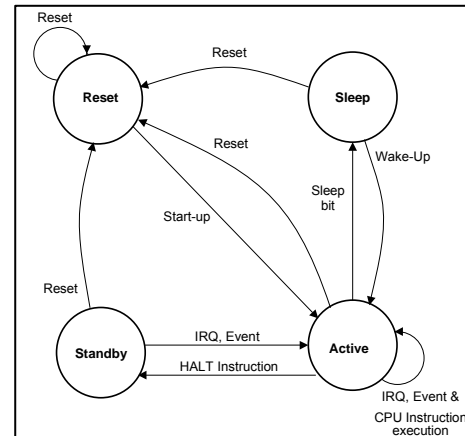 Reset
Reset
Reset
Sleep
Reset
Wake-Up
Sleep
bit
Start-up
Reset
IRQ, Event
Standby
Active
HALT Instruction
IRQ, Event &
CPU Instruction
execution